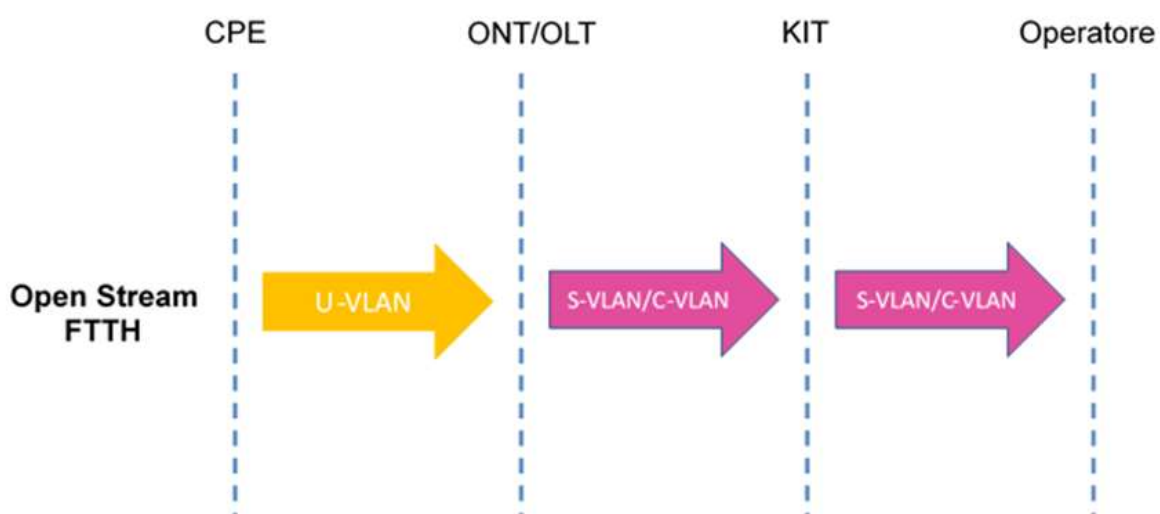 CPE
ONT/OLT
KIT
Operatore
Open Stream
FTTH
U-VLAN
S-VLAN/C-VLAN
S-VLAN/C-VLAN